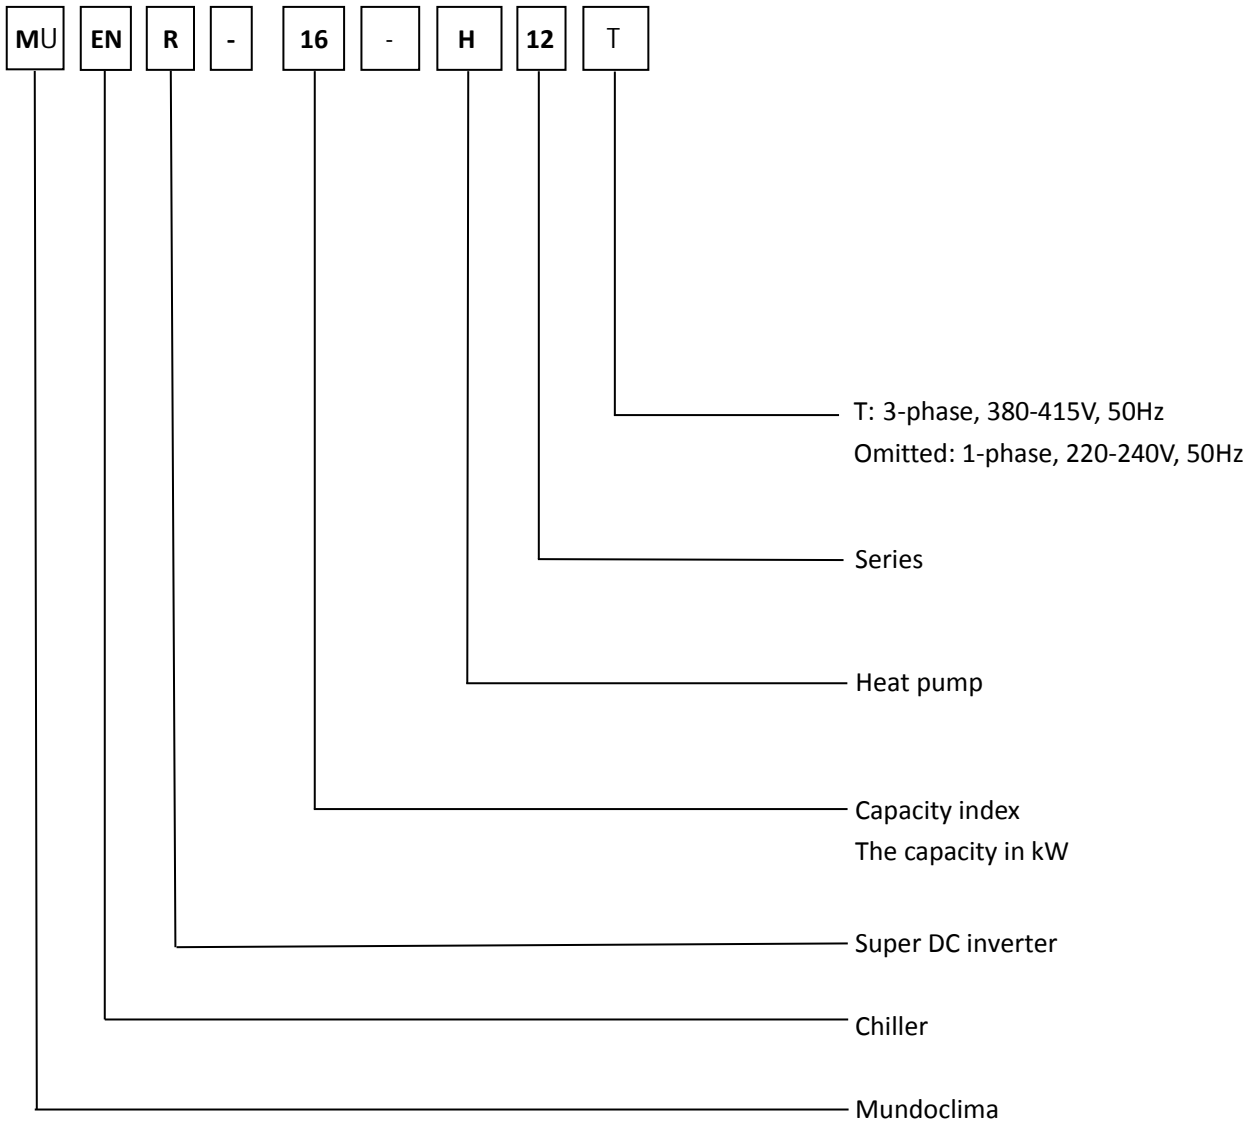 MU EN R - 16 - H 12 T
T: 3-phase, 380-415V, 50Hz
Omitted: 1-phase, 220-240V, 50Hz
Series
Heat pump
Capacity index
The capacity in kW
Super DC inverter
Chiller
Mundoclima